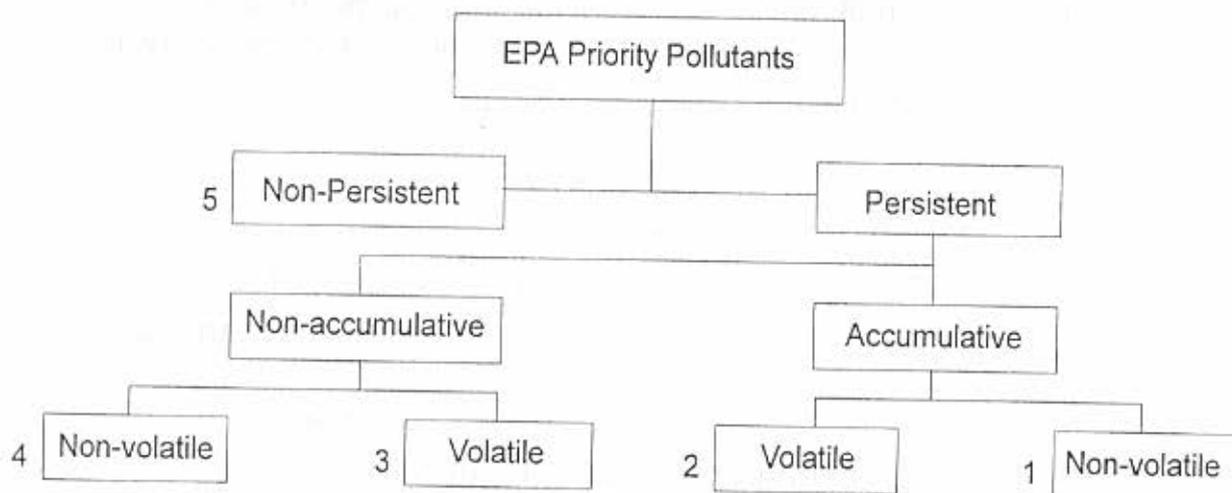 EPA Priority Pollutants
5 Non-Persistent
Persistent
Non-accumulative
Accumulative
4 Non-volatile
3 Volatile
2 Volatile
1 Non-volatile